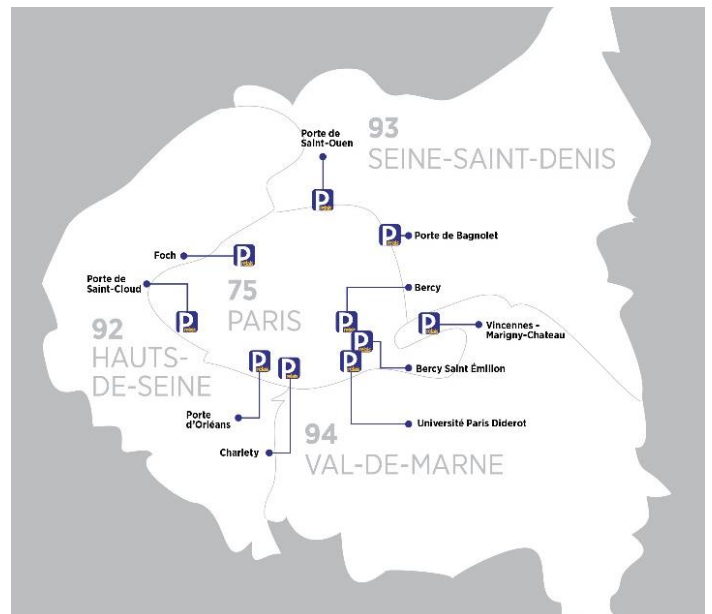 Porte de
Saint-Ouen
93
SEINE-SAINT-DENIS
P
P
Porte de Bagnolet
Foch
P
Porte de
Saint-Cloud
P
75
PARIS
Bercy
P
P
Vincennes -
Marigny-Chateau
92
HAUTS-
DE-SEINE
P
Bercy Saint Émilion
P
P
P
Porte
d'Orléans
Université Paris Diderot
Charlety
94
VAL-DE-MARNE